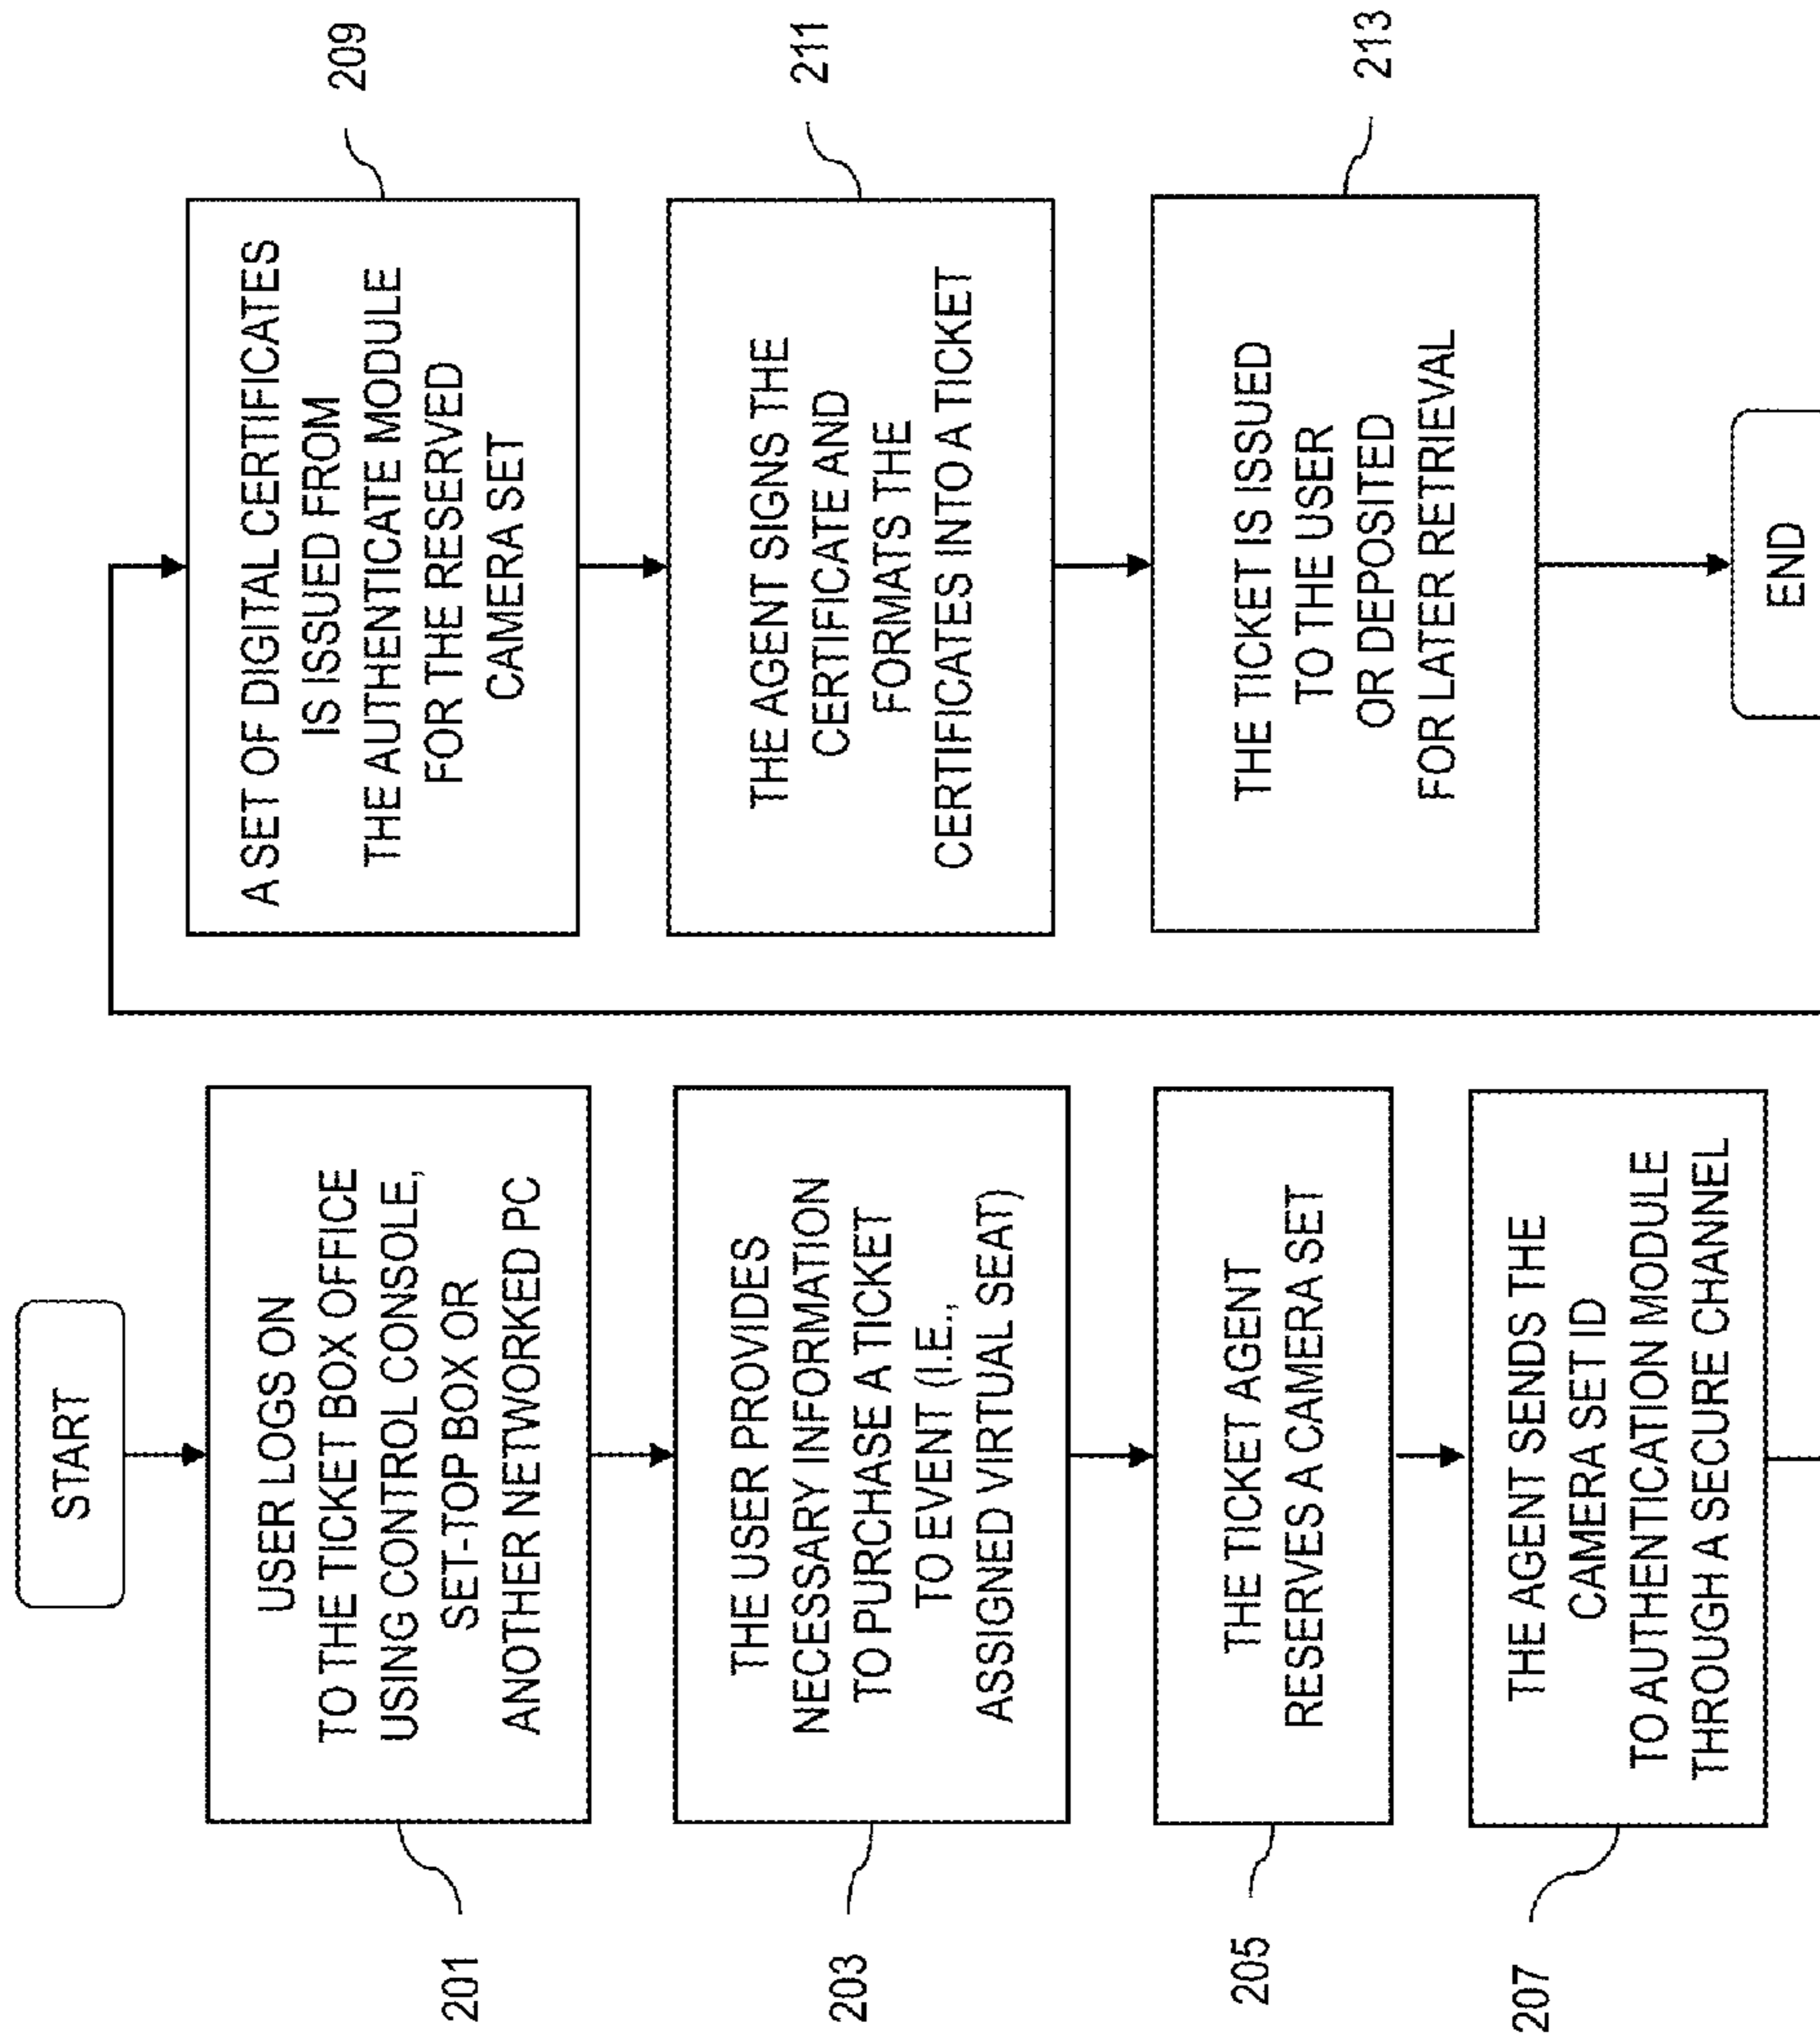 START
USER LOGS ON
TO THE TICKET BOX OFFICE
USING CONTROL CONSOLE,
SET-TOP BOX OR
ANOTHER NETWORKED PC
201
THE USER PROVIDES
NECESSARY INFORMATION
TO PURCHASE A TICKET
TO EVENT (I.E.,
ASSIGNED VIRTUAL SEAT)
203
THE TICKET AGENT
RESERVES A CAMERA SET
205
THE AGENT SENDS THE
CAMERA SET ID
TO AUTHENTICATION MODULE
THROUGH A SECURE CHANNEL
207
A SET OF DIGITAL CERTIFICATES
IS ISSUED FROM
THE AUTHENTICATE MODULE
FOR THE RESERVED
CAMERA SET
209
THE AGENT SIGNS THE
CERTIFICATE AND
FORMATS THE
CERTIFICATES INTO A TICKET
211
THE TICKET IS ISSUED
TO THE USER
OR DEPOSITED
FOR LATER RETRIEVAL
213
END